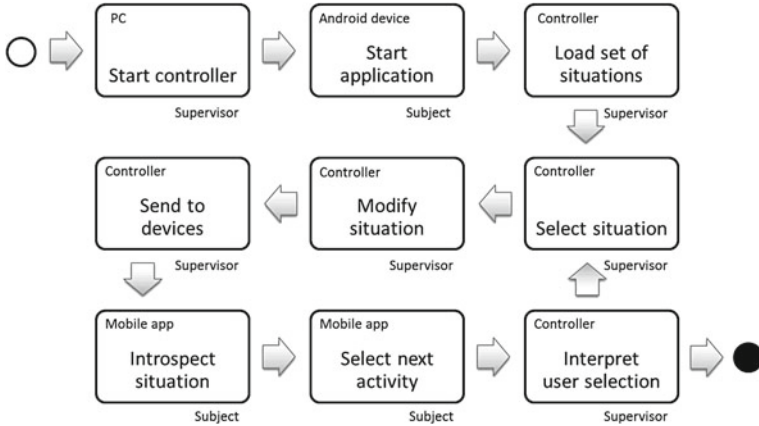 PC
Start controller
Supervisor
Android device
Start
application
Subject
Controller
Load set of
situations
Supervisor
Controller
Send to
devices
Supervisor
Controller
Modify
situation
Supervisor
Controller
Select situation
Supervisor
Mobile app
Introspect
situation
Subject
Mobile app
Select next
activity
Subject
Controller
Interpret
user selection
Supervisor